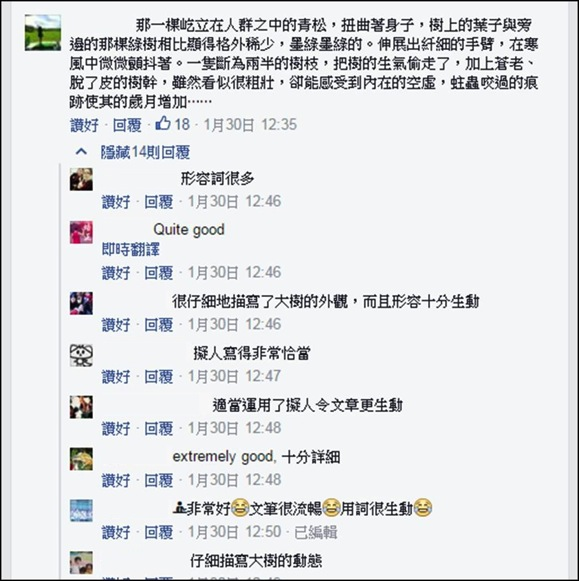 那一棵屹立在人群之中的青松，扭曲著身子，樹上的葉子與旁
邊的那棵綠樹相比顯得格外稀少，墨綠墨綠的。伸展出纤細的手臂，在寒
風中微微顫抖著。一隻斷為兩半的樹枝，把樹的生氣偷走了，加上蒼老、
脫了皮的樹幹，雖然看似很粗壯，卻能感受到內在的空虛，蛀蟲咬過的痕
跡使其的歲月增加……
讚好 · 回覆 · 18 · 1月30日 12:35
隱藏14則回覆
形容詞很多
讚好 · 回覆 · 1月30日 12:46
Quite good
即時翻譯
讚好 · 回覆 · 1月30日 12:46
很仔細地描寫了大樹的外觀，而且形容十分生動
讚好 · 回覆 · 1月30日 12:46
擬人寫得非常恰當
讚好 · 回覆 · 1月30日 12:47
適當運用了擬人令文章更生動
讚好 · 回覆 · 1月30日 12:48
extremely good, 十分詳細
讚好 · 回覆 · 1月30日 12:48
非常好😂文筆很流暢😂用詞很生動😂
讚好 · 回覆 · 1月30日 12:50 · 已編輯
仔細描寫大樹的動態